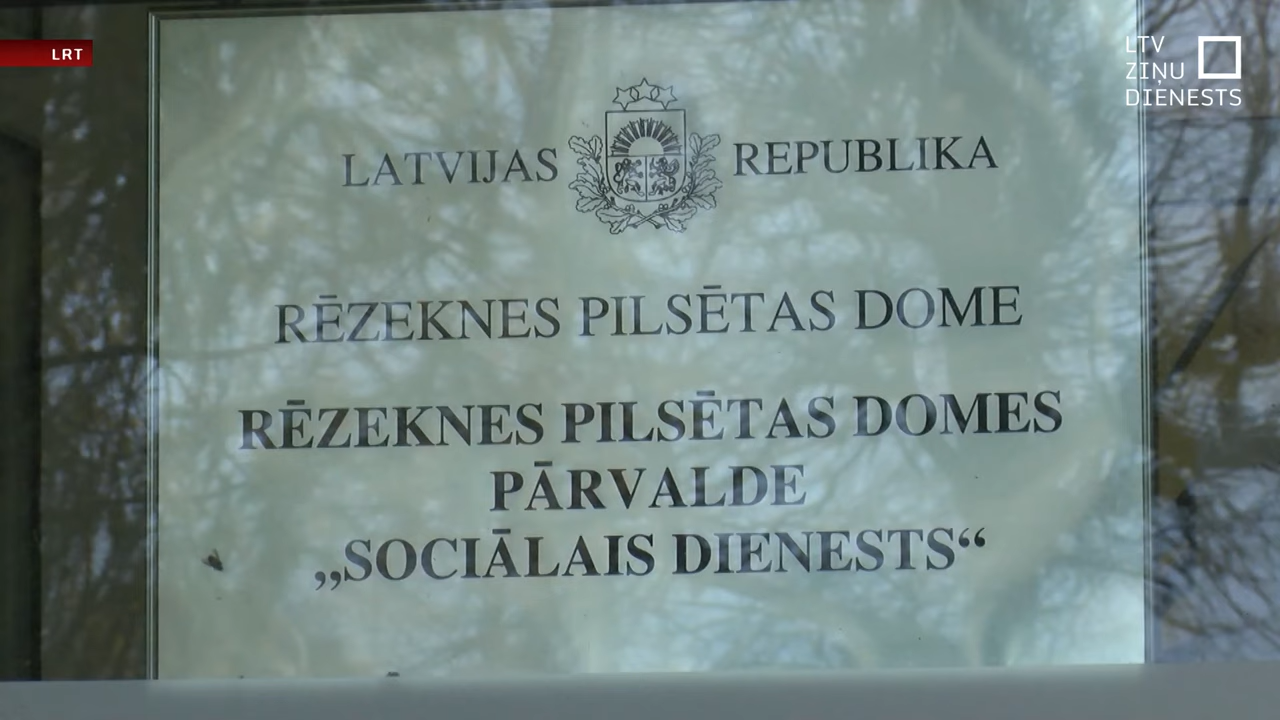 LRT
LTV
ZIŅU
DIENESTS
LATVIJAS REPUBLIKA
RĒZEKNES PILSĒTAS DOME
RĒZEKNES PILSĒTAS DOMES
PĀRVALDE
„SOCIĀLAIS DIENESTS“